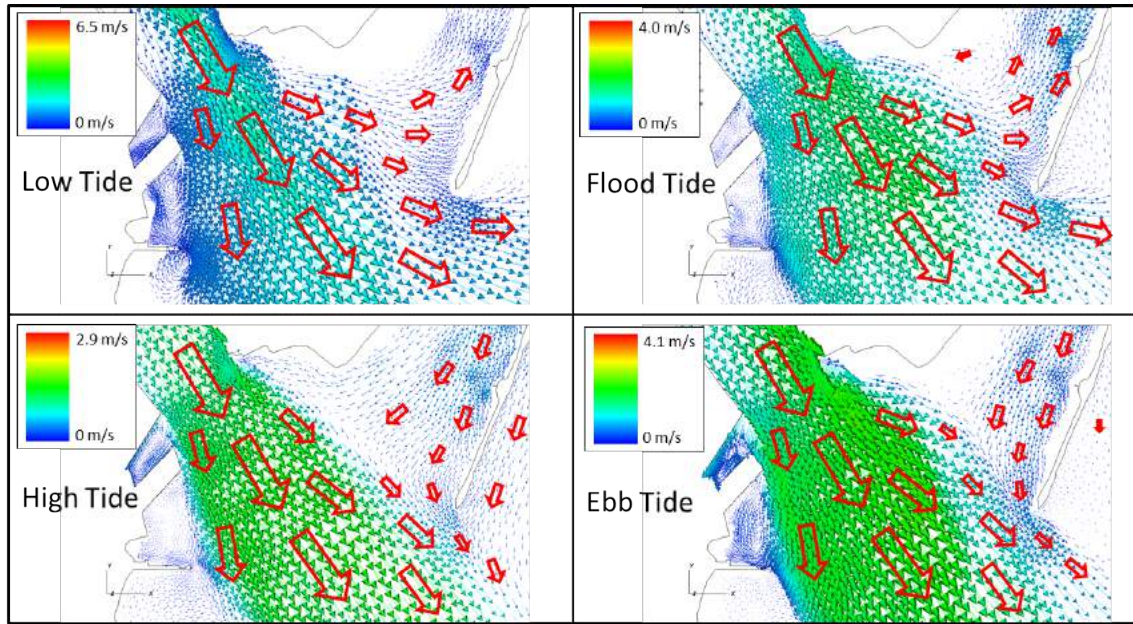 6.5 m/s
0 m/s
Low Tide
Y
Z X
4.0 m/s
0 m/s
Flood Tide
Y
Z X
2.9 m/s
0 m/s
High Tide
Y
Z X
4.1 m/s
0 m/s
Ebb Tide
Y
Z X